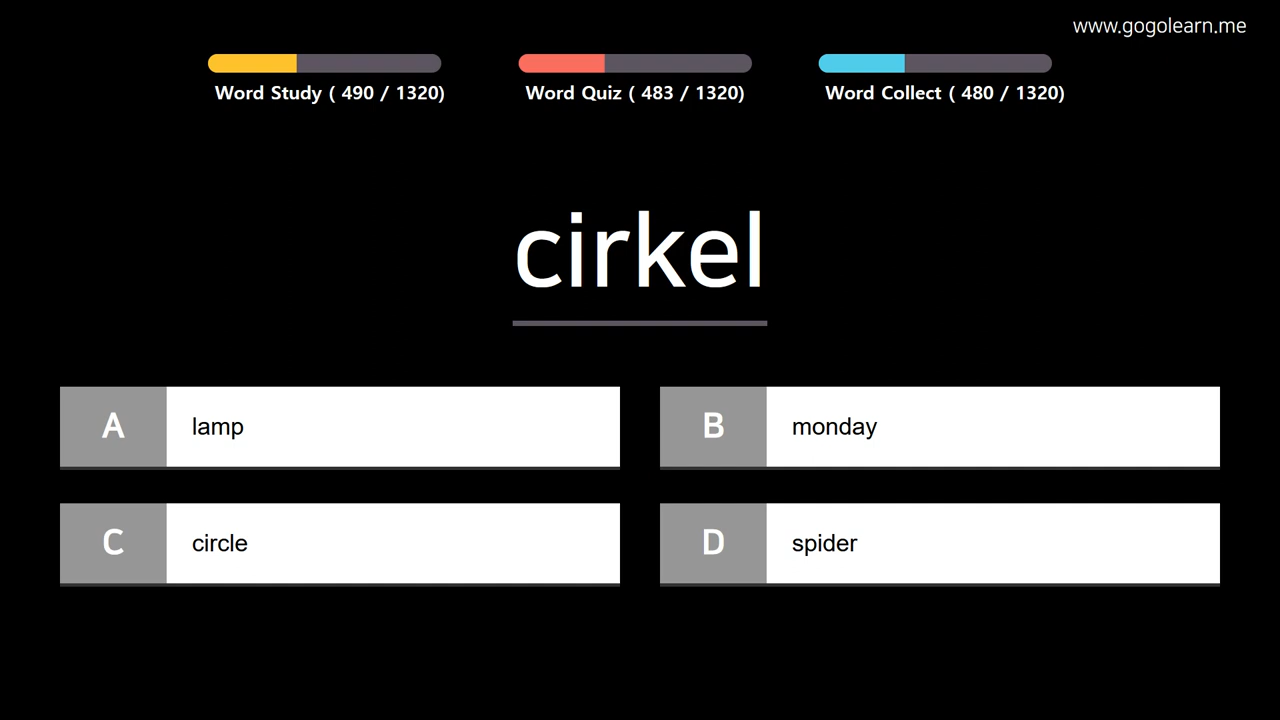 www.gogolearn.me
Word Study ( 490 / 1320)
Word Quiz ( 483 / 1320)
Word Collect ( 480 / 1320)
cirkel
A lamp
B monday
C circle
D spider